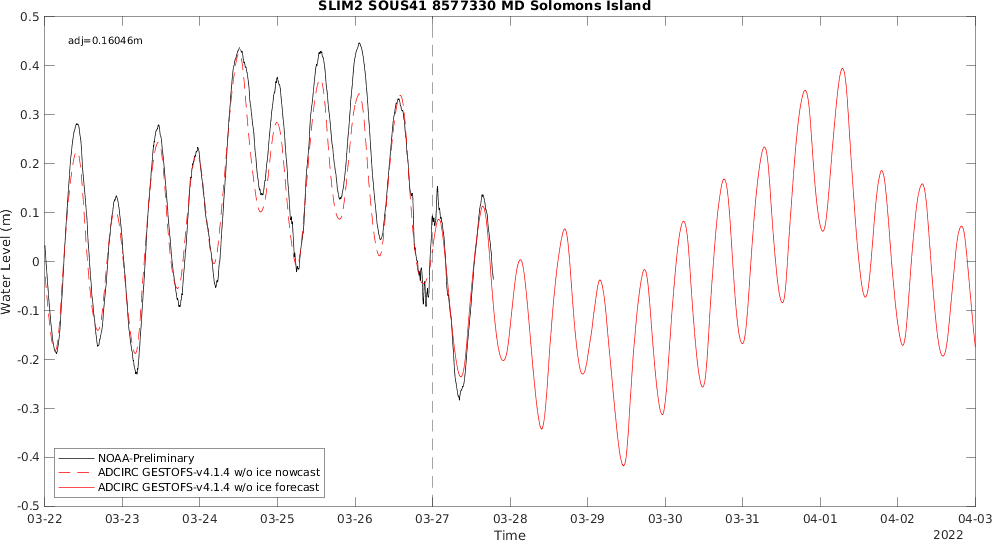 SLIM2 SOUS41 8577330 MD Solomons Island
adj=0.16046m
0.5
0.4
0.3
0.2
0.1
0
-0.1
-0.2
-0.3
-0.4
-0.5
Water Level (m)
NOAA-Preliminary
ADCIRC GESTOFS-v4.1.4 w/o ice nowcast
ADCIRC GESTOFS-v4.1.4 w/o ice forecast
03-22 03-23 03-24 03-25 03-26 03-27 03-28 03-29 03-30 03-31 04-01 04-02 04-03
Time
2022